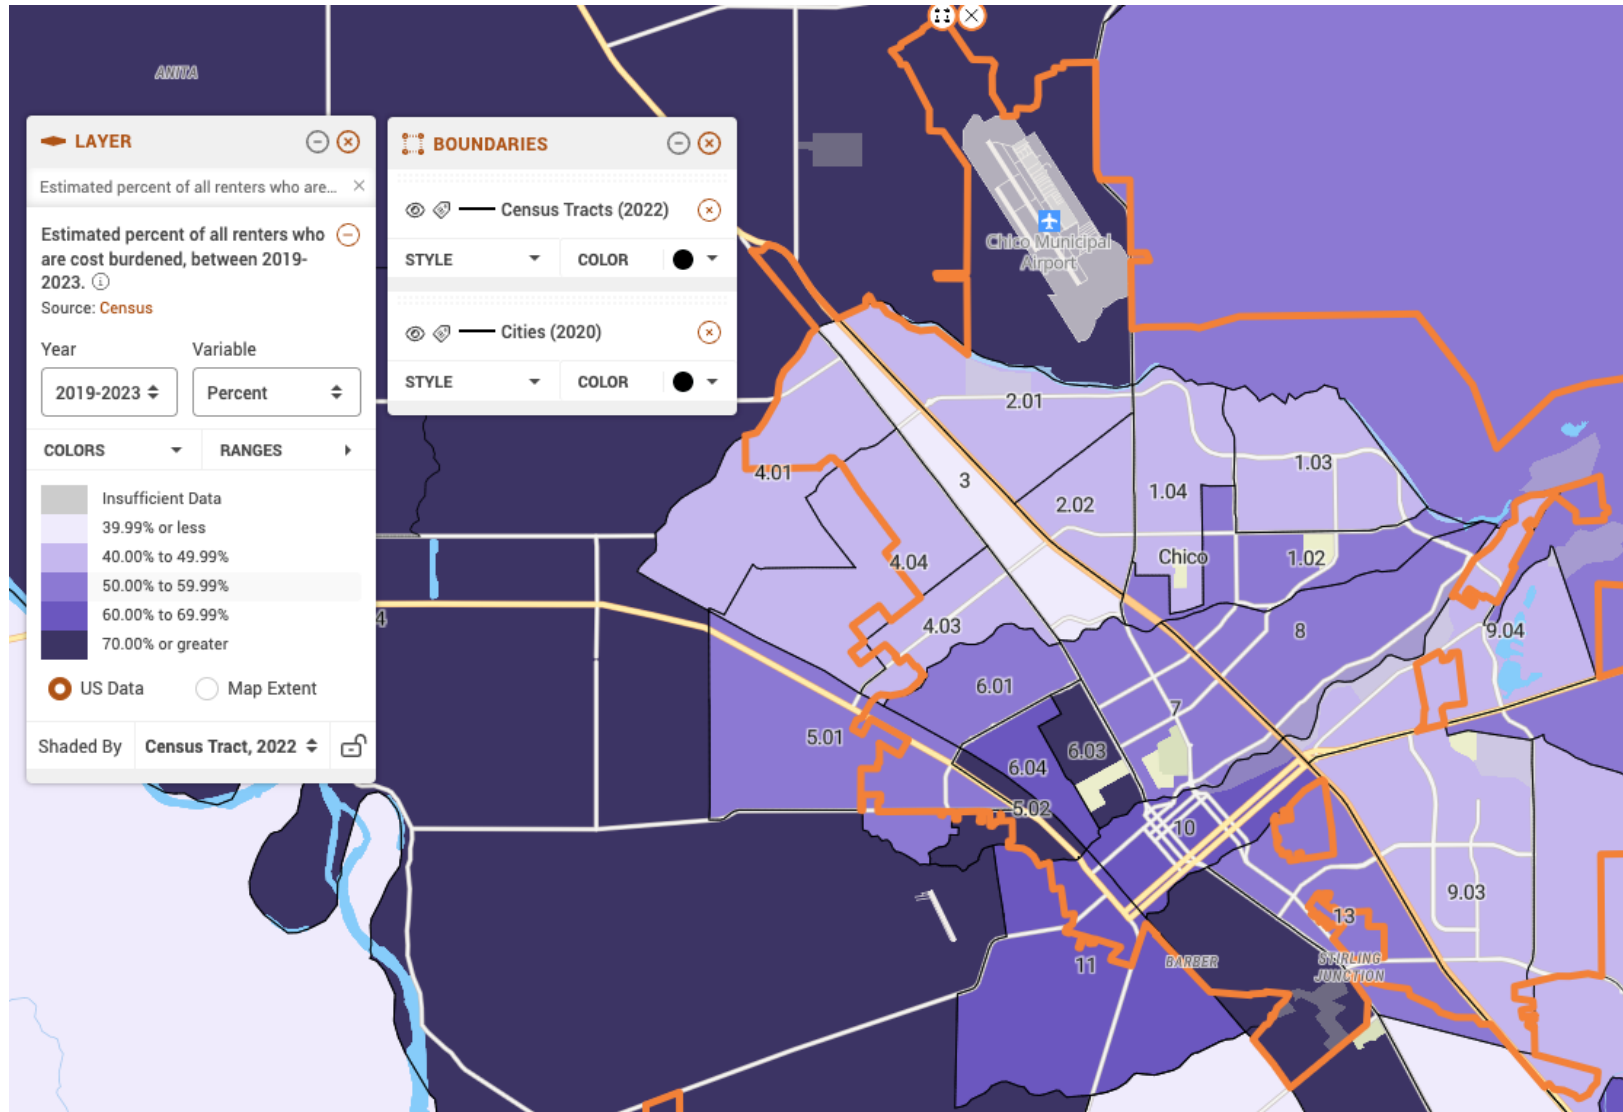 ANITA
LAYER
Estimated percent of all renters who are...
Estimated percent of all renters who
are cost burdened, between 2019-
2023.
Source: Census
Year
Variable
2019-2023
Percent
COLORS
RANGES
Insufficient Data
39.99% or less
40.00% to 49.99%
50.00% to 59.99%
60.00% to 69.99%
70.00% or greater
US Data
Map Extent
Shaded By
Census Tract, 2022
BOUNDARIES
Census Tracts (2022)
STYLE
COLOR
Cities (2020)
STYLE
COLOR
Chico Municipal
Airport
2.01
4.01
3
1.03
2.02
1.04
Chico
1.02
4.04
4
4.03
8
9.04
6.01
7
5.01
6.03
6.04
5.02
10
9.03
13
11
GARBER
STIRLING
JUNCTION